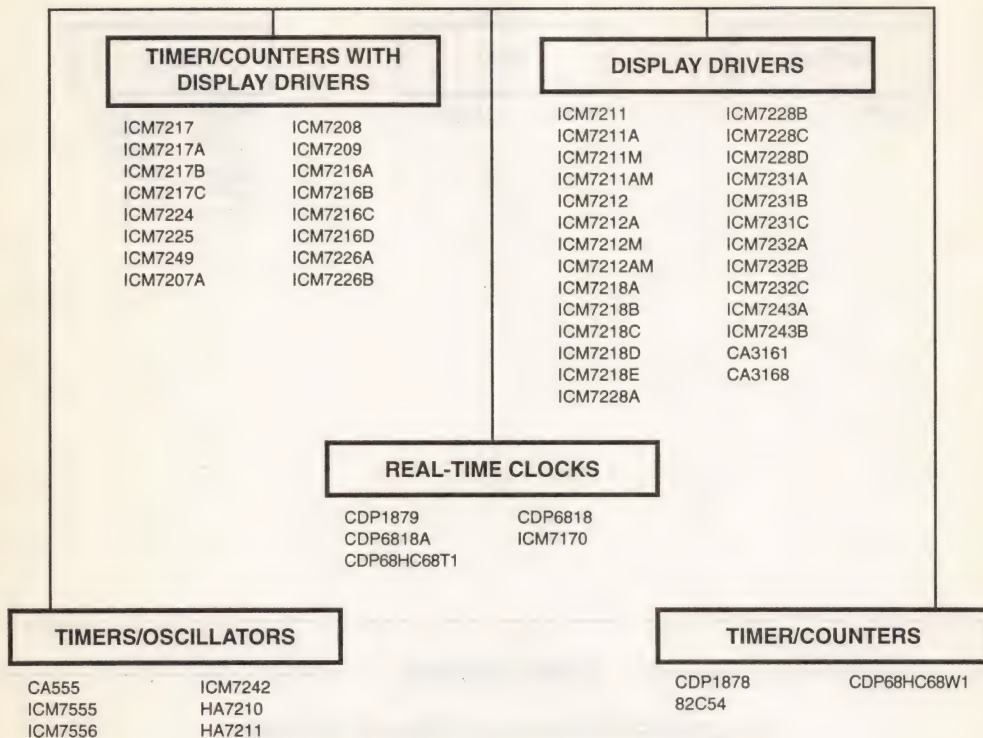 TIMER/COUNTERS WITH
DISPLAY DRIVERS
ICM7217 ICM7208
ICM7217A ICM7209
ICM7217B ICM7216A
ICM7217C ICM7216B
ICM7224 ICM7216C
ICM7225 ICM7216D
ICM7249 ICM7226A
ICM7207A ICM7226B
DISPLAY DRIVERS
ICM7211 ICM7228B
ICM7211A ICM7228C
ICM7211M ICM7228D
ICM7211AM ICM7231A
ICM7212 ICM7231B
ICM7212A ICM7231C
ICM7212M ICM7232A
ICM7212AM ICM7232B
ICM7218A ICM7232C
ICM7218B ICM7243A
ICM7218C ICM7243B
ICM7218D CA3161
ICM7218E CA3168
ICM7228A
REAL-TIME CLOCKS
CDP1879 CDP6818
CDP6818A ICM7170
CDP68HC68T1
TIMERS/OSCILLATORS
CA555 ICM7242
ICM7555 HA7210
ICM7556 HA7211
TIMER/COUNTERS
CDP1878 CDP68HC68W1
82C54